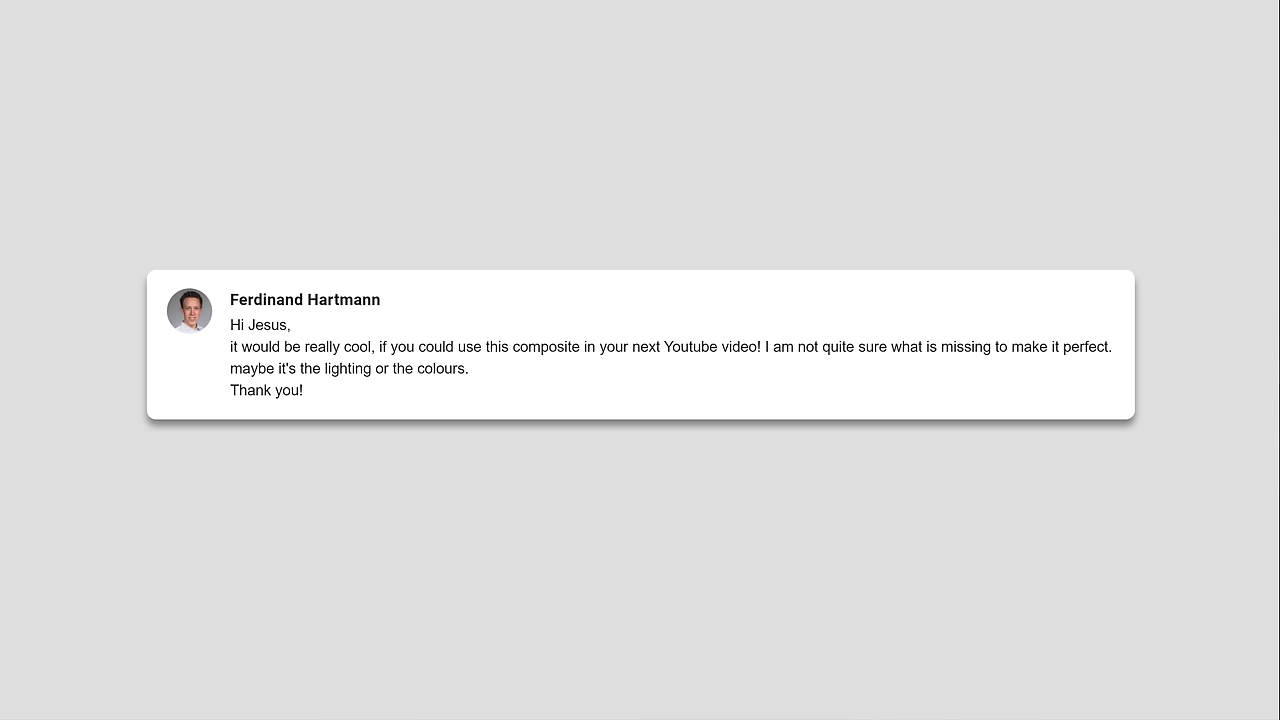 Ferdinand Hartmann
Hi Jesus,
it would be really cool, if you could use this composite in your next Youtube video! I am not quite sure what is missing to make it perfect.
maybe it's the lighting or the colours.
Thank you!